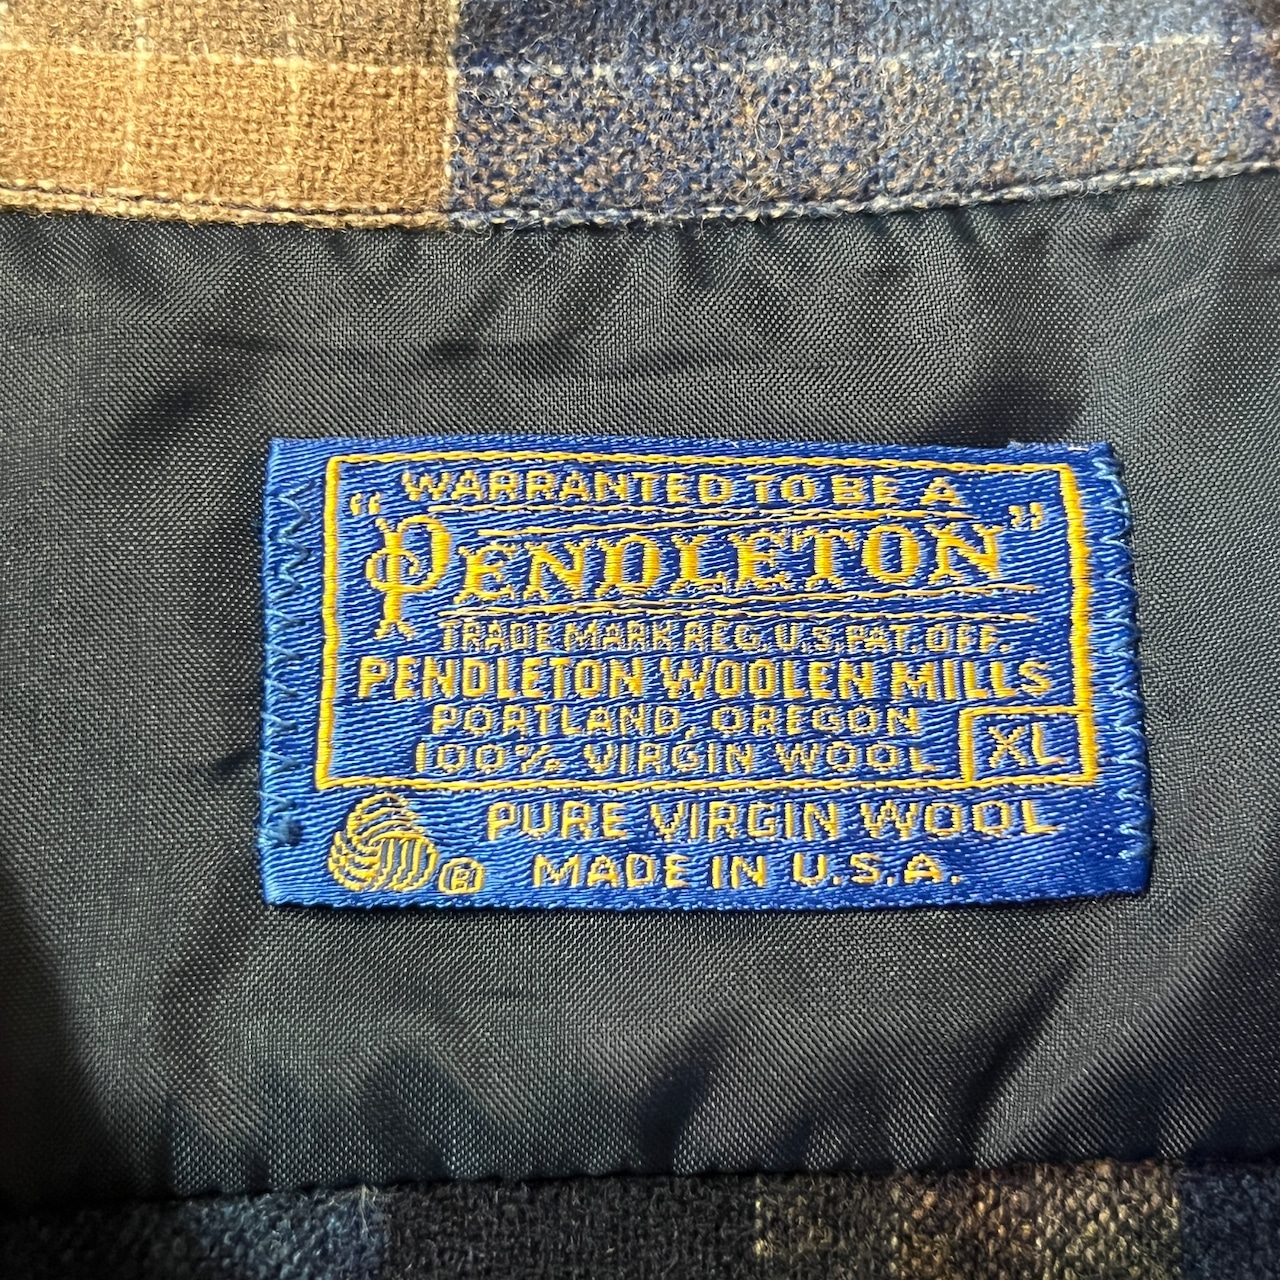 WARRANTED TO BE A
"PENDLETON"
TRADE MARK REG. U.S. PAT. OFF.
PENDLETON WOOLEN MILLS
PORTLAND, OREGON
100% VIRGIN WOOL
XL
PURE VIRGIN WOOL
® MADE IN U.S.A.